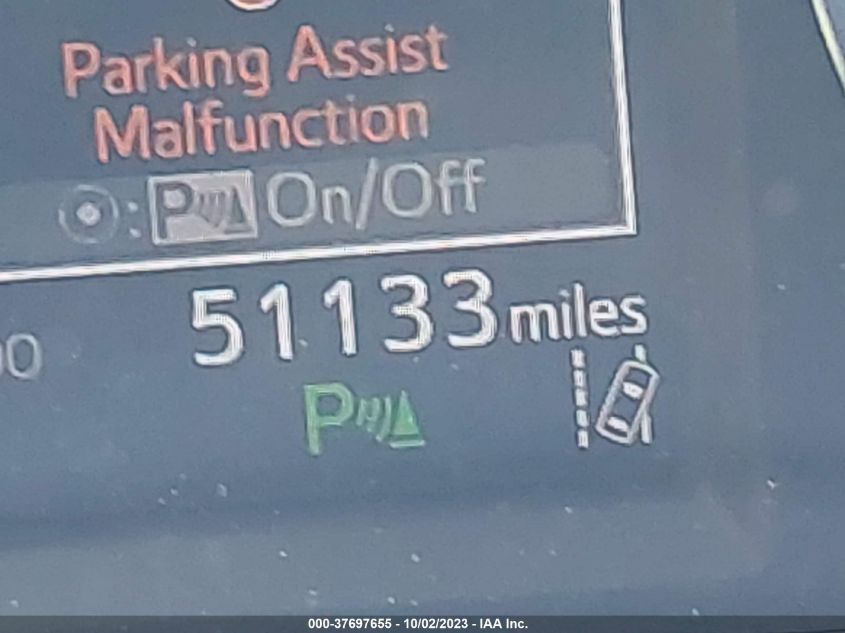 Parking Assist
Malfunction
: P On/Off
51133 miles
P
000-37697655 - 10/02/2023 - IAA Inc.